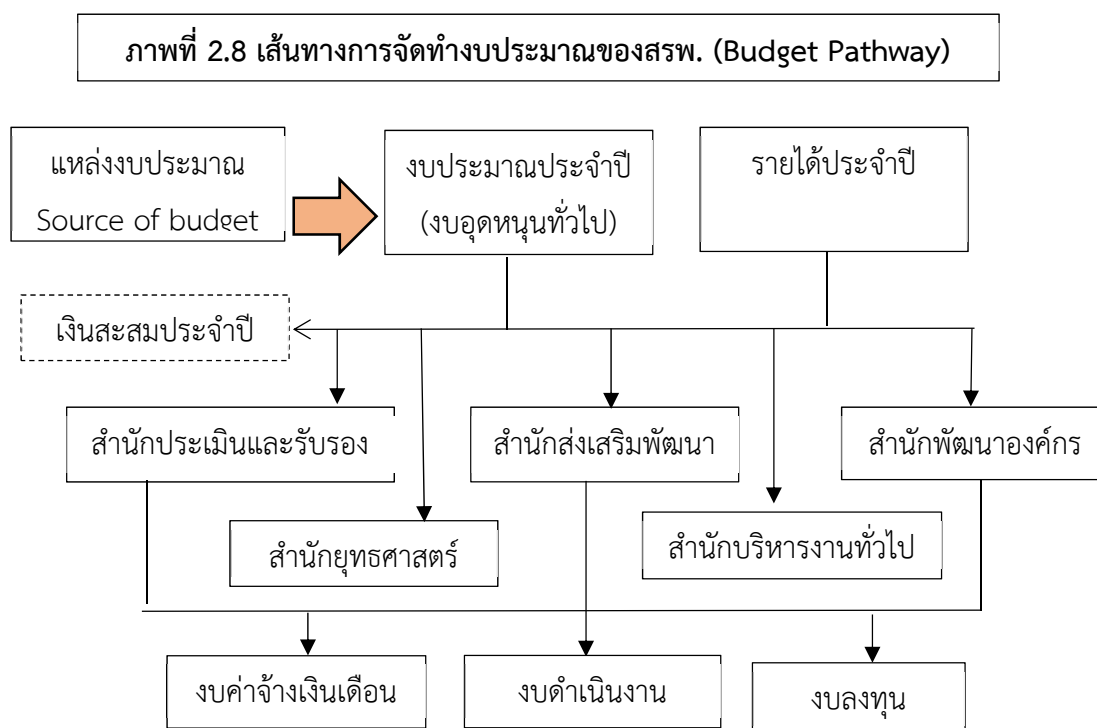 ภาพที่ 2.8 เส้นทางการจัดทำงบประมาณของสรพ. (Budget Pathway)
แหล่งงบประมาณ
Source of budget
งบประมาณประจำปี
(งบอุดหนุนทั่วไป)
รายได้ประจำปี
เงินสะสมประจำปี
สำนักประเมินและรับรอง
สำนักส่งเสริมพัฒนา
สำนักพัฒนาองค์กร
สำนักยุทธศาสตร์
สำนักบริหารงานทั่วไป
งบค่าจ้างเงินเดือน
งบดำเนินงาน
งบลงทุน